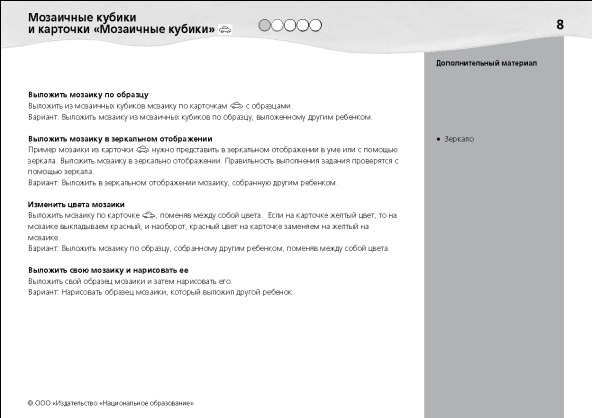 Мозаичные кубики
и карточки «Мозаичные кубики»
8
Дополнительный материал
Выложить мозаику по образцу
Выложить из мозаичных кубиков мозаику по карточкам с образцами.
Вариант: Выложить мозаику из мозаичных кубиков по образцу, выложенному другим ребенком.
Выложить мозаику в зеркальном отображении
Пример мозаики из карточки нужно представить в зеркальном отображении в уме или с помощью
зеркала. Выложить мозаику в зеркально отображении. Правильность выполнения задания проверятся с
помощью зеркала.
Вариант: Выложить в зеркальном отображении мозаику, собранную другим ребенком.
• Зеркало
Изменить цвета мозаики
Выложить мозаику по карточке , поменяв между собой цвета. Если на карточке желтый цвет, то на
мозаике выкладываем красный, и наоборот, красный цвет на карточке заменяем на желтый на
мозаике.
Вариант: Выложить мозаику по образцу, собранному другим ребенком, поменяв между собой цвета.
Выложить свою мозаику и нарисовать ее
Выложить свой образец мозаики и затем нарисовать его.
Вариант: Нарисовать образец мозаики, который выложил другой ребенок.
© ООО «Издательство «Национальное образование»